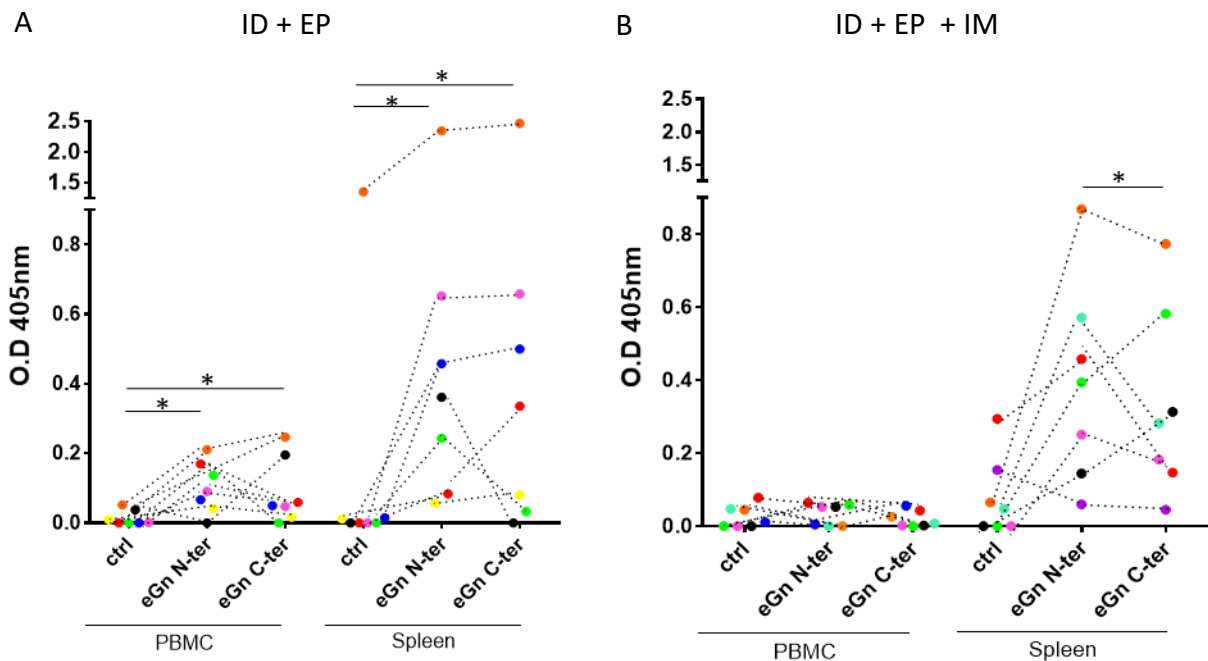 A
ID + EP
*
*
2.5
2.0
1.5
0.8
0.6
0.4
0.2
0.0
O.D 405nm
*
*
ctrl
eGn N-ter
eGn C-ter
ctrl
eGn N-ter
eGn C-ter
PBMC
Spleen
B
ID + EP + IM
2.5
2.0
1.5
0.8
0.6
0.4
0.2
0.0
O.D 405nm
*
ctrl
eGn N-ter
eGn C-ter
ctrl
eGn N-ter
eGn C-ter
PBMC
Spleen